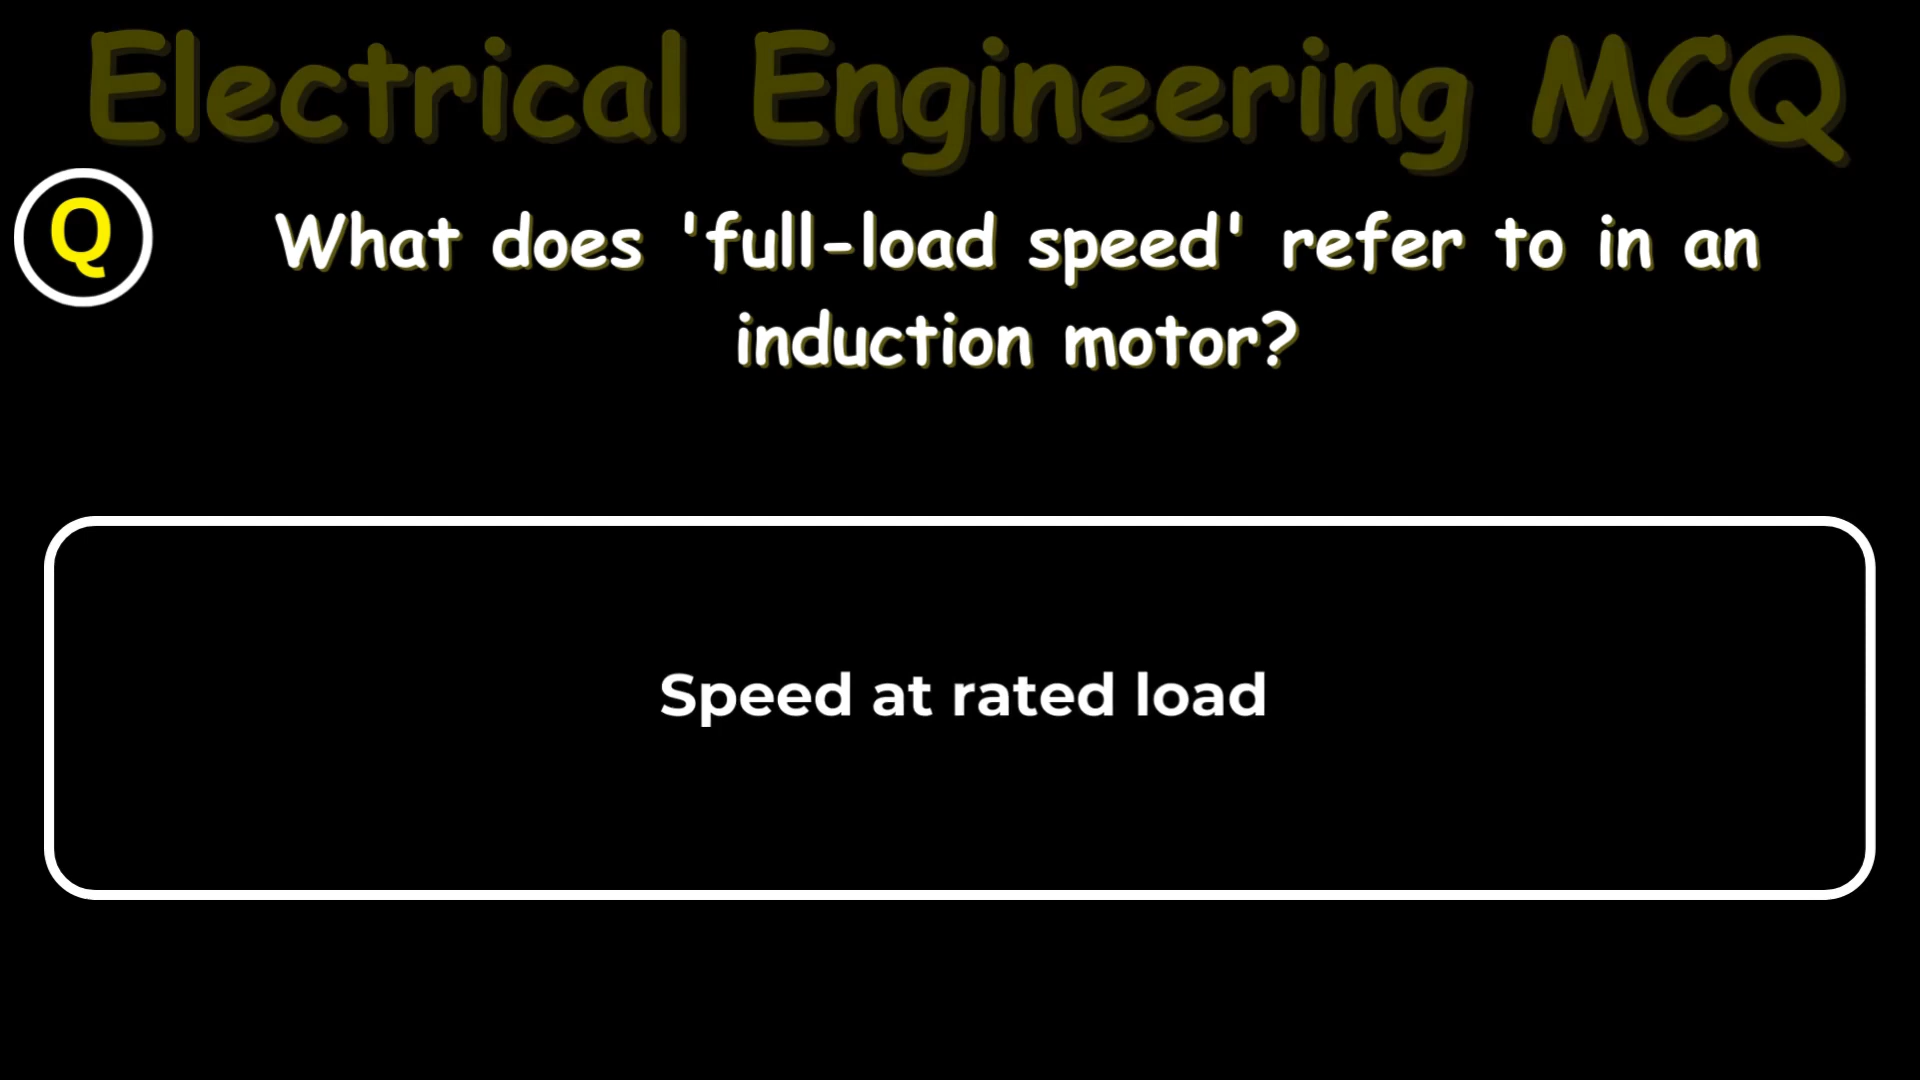 Electrical Engineering MCQ
Q
What does 'full-load speed' refer to in an
induction motor?
Speed at rated load